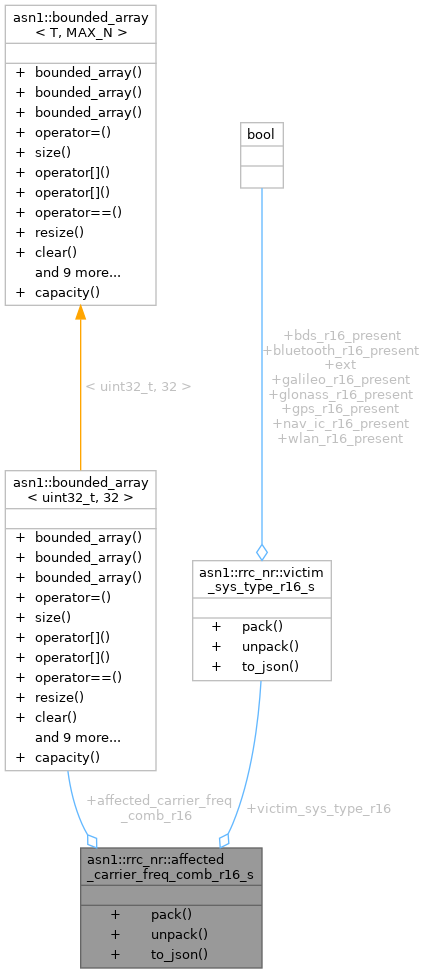 asn1::bounded_array
< T, MAX_N >
+ bounded_array()
+ bounded_array()
+ bounded_array()
+ operator=()
+ size()
+ operator[]()
+ operator[]()
+ operator==()
+ resize()
+ clear()
and 9 more...
+ capacity()
bool
+bds_r16_present
+bluetooth_r16_present
+ext
+galileo_r16_present
+glonass_r16_present
+gps_r16_present
+nav_ic_r16_present
+wlan_r16_present
< uint32_t, 32 >
asn1::bounded_array
< uint32_t, 32 >
+ bounded_array()
+ bounded_array()
+ bounded_array()
+ operator=()
+ size()
+ operator[]()
+ operator[]()
+ operator==()
+ resize()
+ clear()
and 9 more...
+ capacity()
asn1::rrc_nr::victim
_sys_type_r16_s
+ pack()
+ unpack()
+ to_json()
+affected_carrier_freq
_comb_r16
+victim_sys_type_r16
asn1::rrc_nr::affected
_carrier_freq_comb_r16_s
+ pack()
+ unpack()
+ to_json()